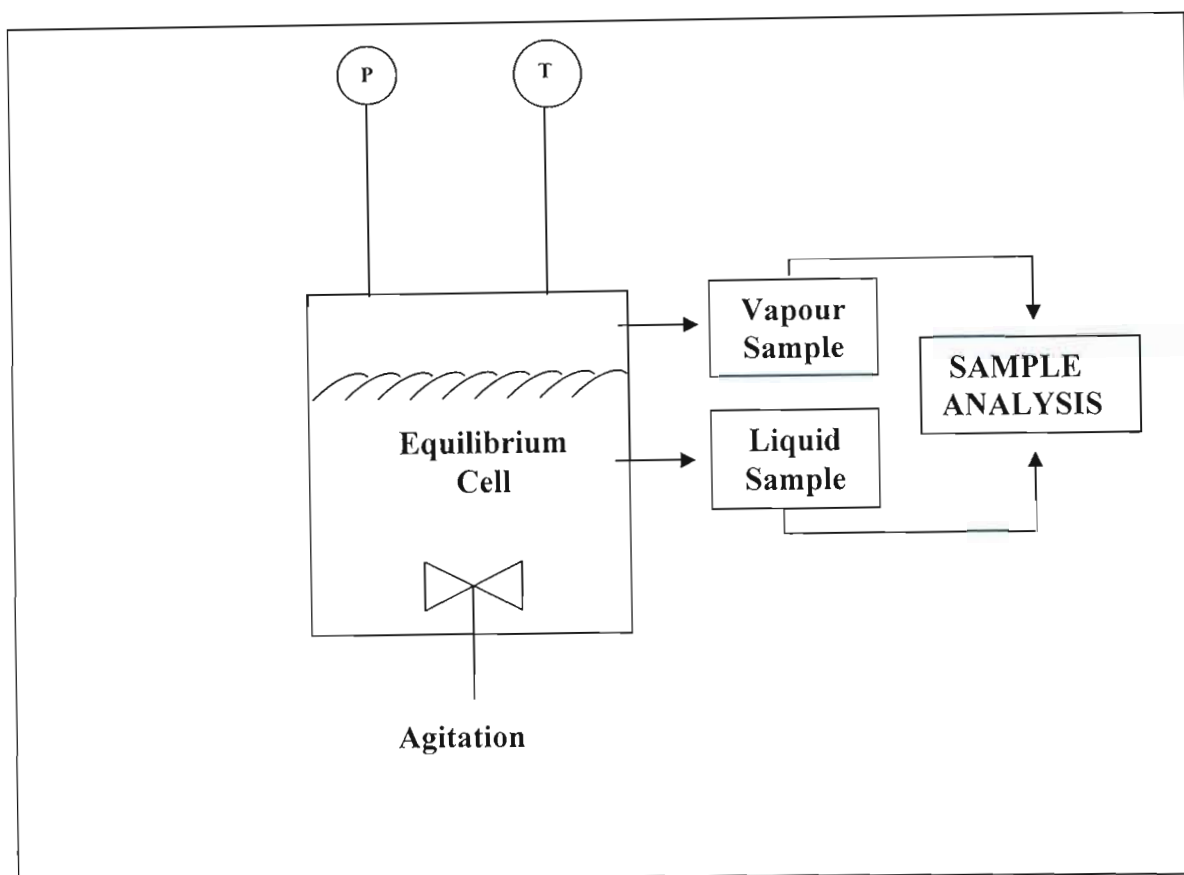 P
T
Vapour
Sample
SAMPLE
ANALYSIS
Equilibrium
Cell
Liquid
Sample
Agitation